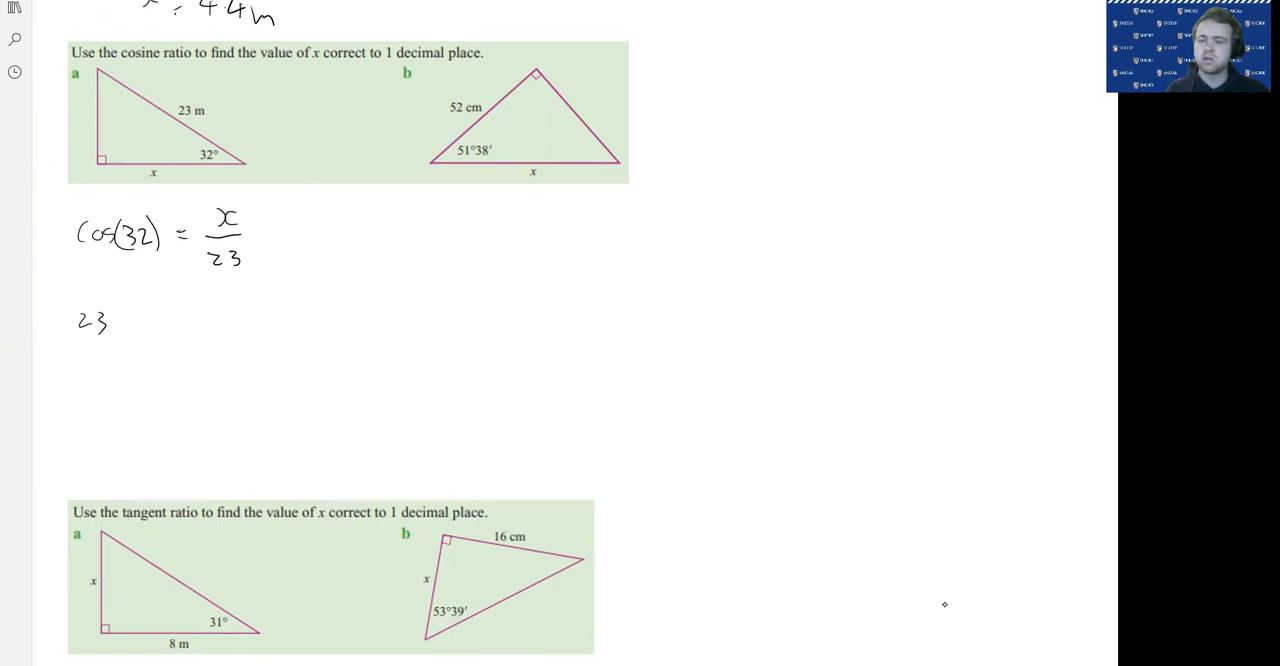 x = 4.4m
Use the cosine ratio to find the value of x correct to 1 decimal place.
a
b
23 m
32°
x
52 cm
51°38′
x
cos(32) = x/23
23
Use the tangent ratio to find the value of x correct to 1 decimal place.
a
b
x
31°
8 m
16 cm
x
53°39′